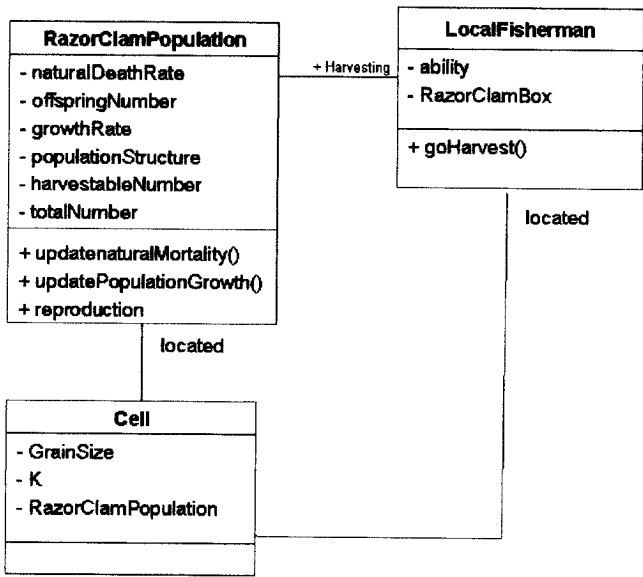 RazorClamPopulation
- naturalDeathRate
- offspringNumber
- growthRate
- populationStructure
- harvestableNumber
- totalNumber
+ updatenaturalMortality()
+ updatePopulationGrowth()
+ reproduction
+ Harvesting
LocalFisherman
- ability
- RazorClamBox
+ goHarvest()
located
located
Cell
- GrainSize
- K
- RazorClamPopulation